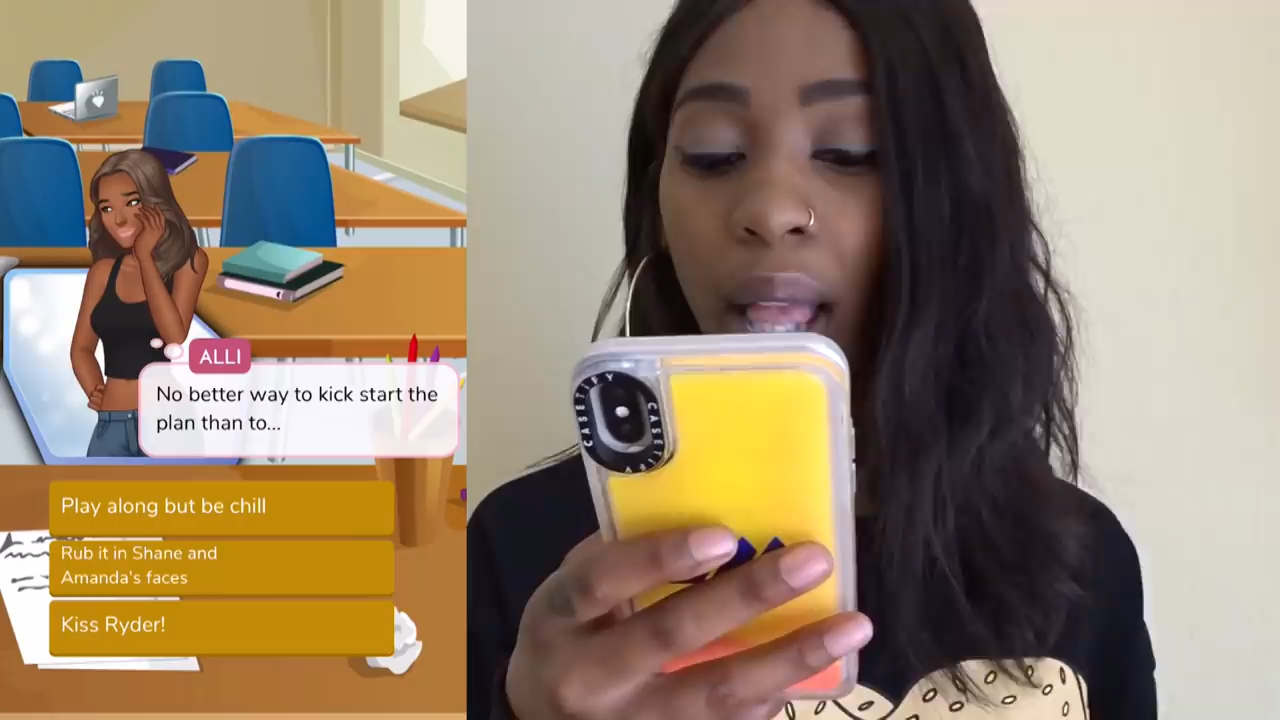 ALLI
No better way to kick start the
plan than to...
Play along but be chill
Rub it in Shane and
Amanda's faces
Kiss Ryder!
CASETIFY
CASETIFY